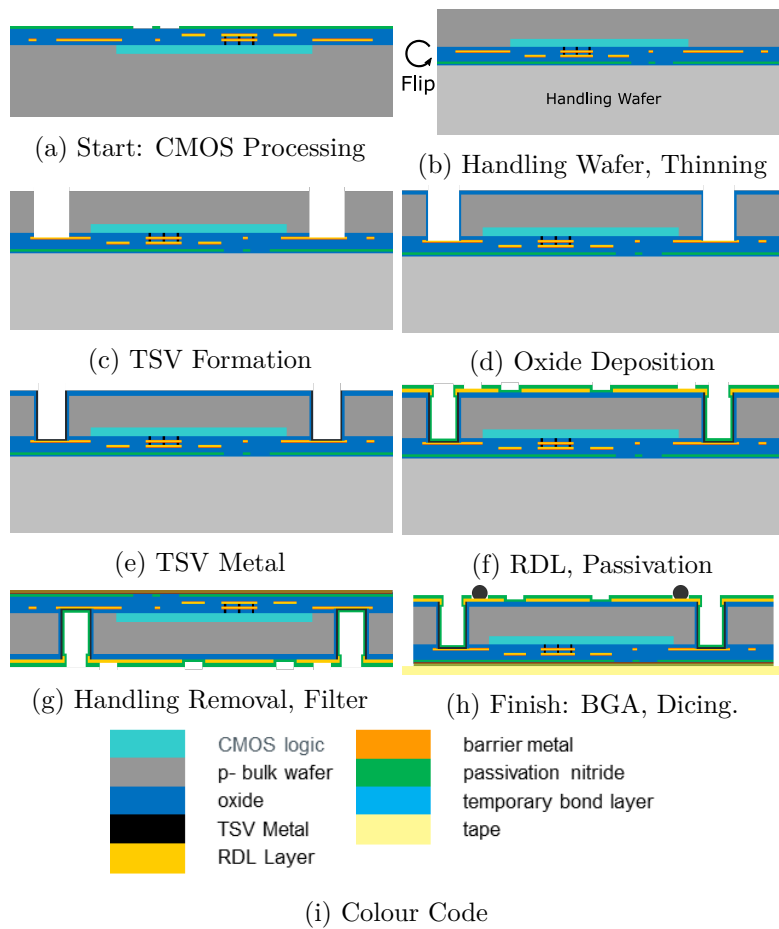 (a) Start: CMOS Processing
Flip
Handling Wafer
(b) Handling Wafer, Thinning
(c) TSV Formation
(d) Oxide Deposition
(e) TSV Metal
(f) RDL, Passivation
(g) Handling Removal, Filter
(h) Finish: BGA, Dicing.
CMOS logic
p- bulk wafer
oxide
TSV Metal
RDL Layer
barrier metal
passivation nitride
temporary bond layer
tape
(i) Colour Code